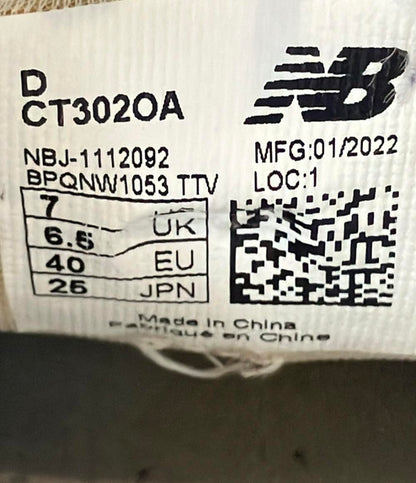 D
CT302OA
NB
NBJ-1112092
MFG:01/2022
BPQNW1053 TTV
LOC:1
7
6.5 UK
40 EU
25 JPN
Made in China
Fabriqué en Chine